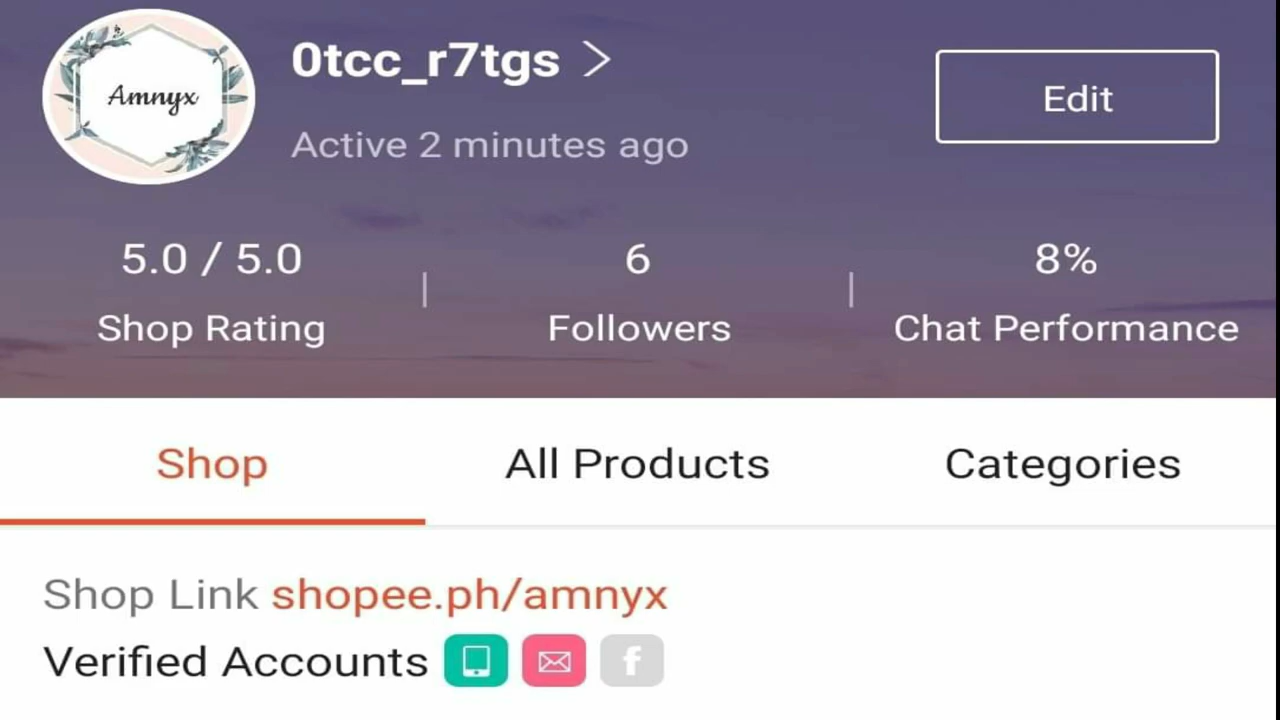 Amnyx
0tcc_r7tgs >
Edit
Active 2 minutes ago
5.0 / 5.0
6
8%
Shop Rating
Followers
Chat Performance
Shop
All Products
Categories
Shop Link shopee.ph/amnyx
Verified Accounts f